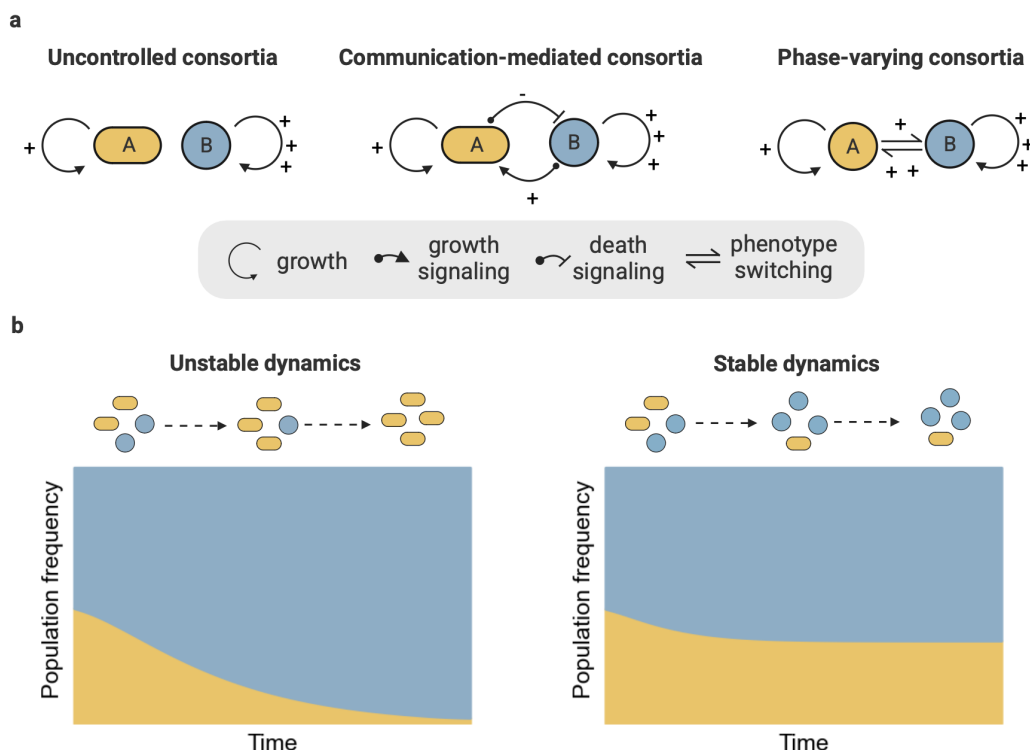 a
Uncontrolled consortia
Communication-mediated consortia
Phase-varying consortia
+ A B + + +
+ A - B + + + +
+ A + B + + + + +
growth
growth
signaling
death
signaling
phenotype
switching
b
Unstable dynamics
Stable dynamics
Population frequency
Time
Population frequency
Time